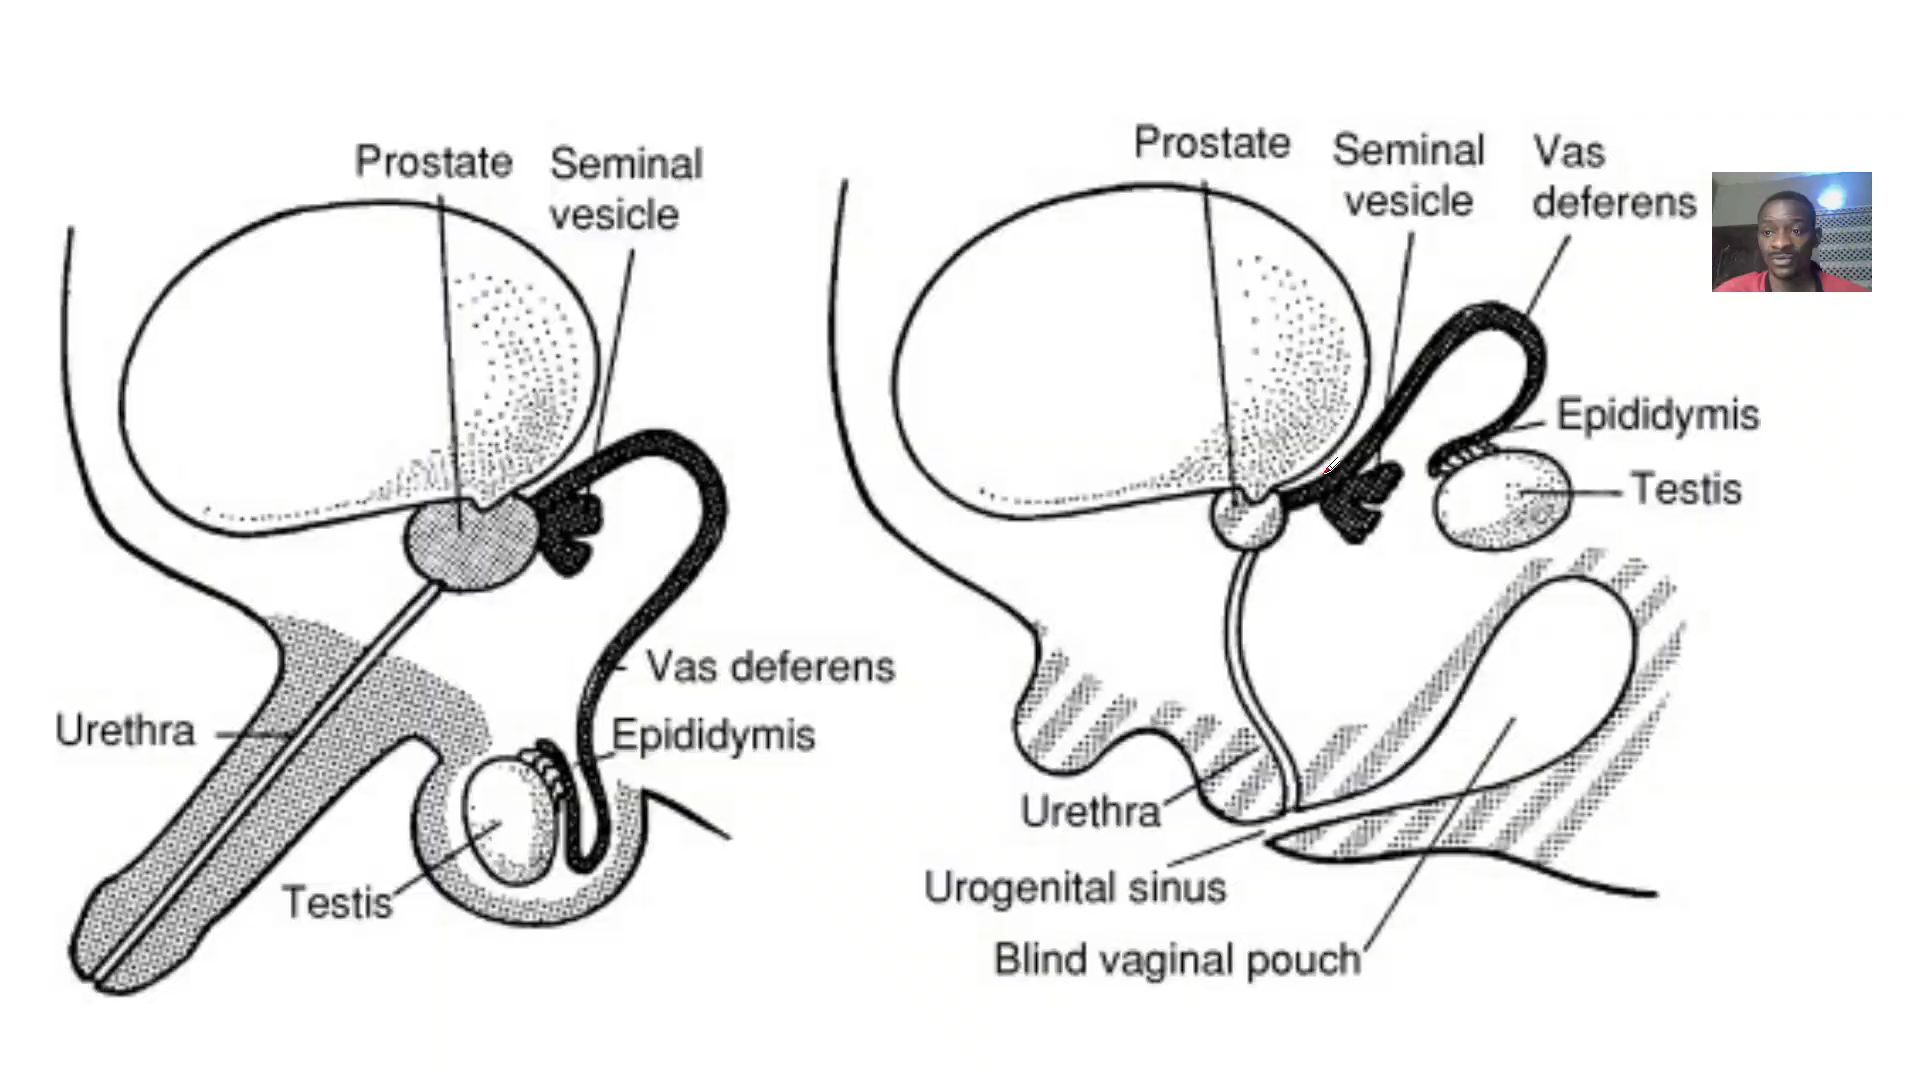 Prostate
Seminal
vesicle
Vas deferens
Urethra
Epididymis
Testis
Prostate
Seminal
vesicle
Vas
deferens
Epididymis
Testis
Urethra
Urogenital sinus
Blind vaginal pouch